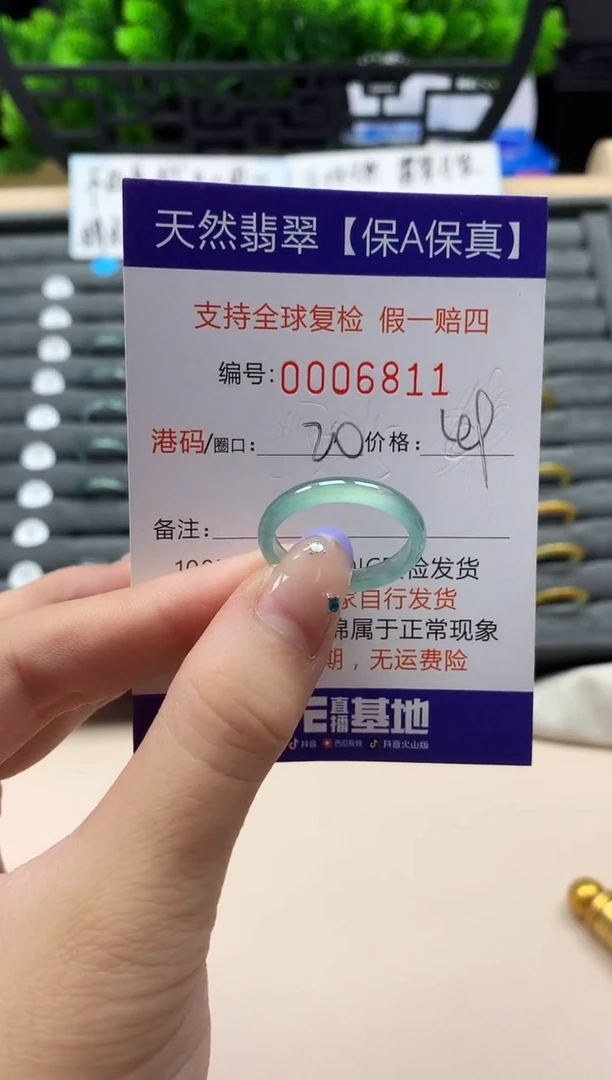 天然翡翠【保A保真】
支持全球复检 假一赔四
编号:0006811
港码/圈口: 20 价格:
备注:
检发货
家自行发货
棉属于正常现象
期，无运费险
直播基地
抖音 西瓜视频 抖音火山版